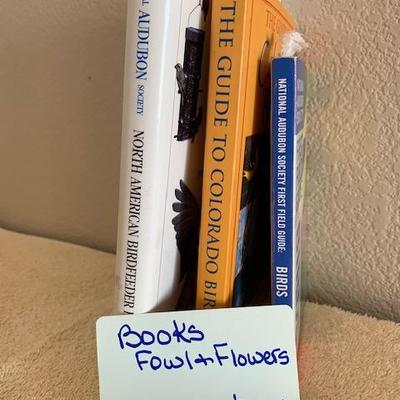 AUDUBON
SOCIETY
NORTH AMERICAN BIRDFEEDER
THE GUIDE TO COLORADO
NATIONAL AUDUBON SOCIETY FIRST FIELD GUIDE:
BIRDS
Books
Fowl + Flowers